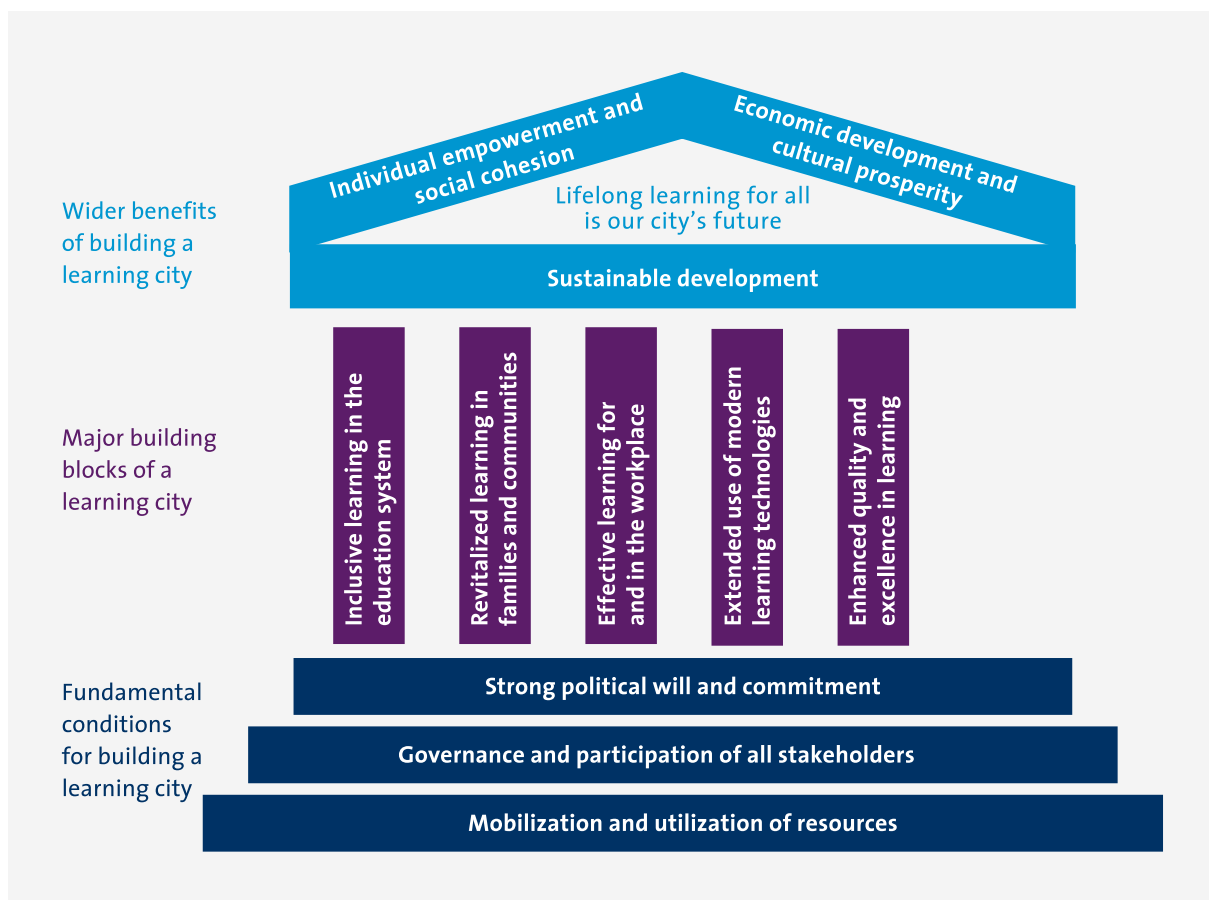 Individual empowerment and
social cohesion
Economic development and
cultural prosperity
Lifelong learning for all
is our city’s future
Wider benefits
of building a
learning city
Sustainable development
Major building
blocks of a
learning city
Inclusive learning in the
education system
Revitalized learning in
families and communities
Effective learning for
and in the workplace
Extended use of modern
learning technologies
Enhanced quality and
excellence in learning
Fundamental
conditions
for building a
learning city
Strong political will and commitment
Governance and participation of all stakeholders
Mobilization and utilization of resources